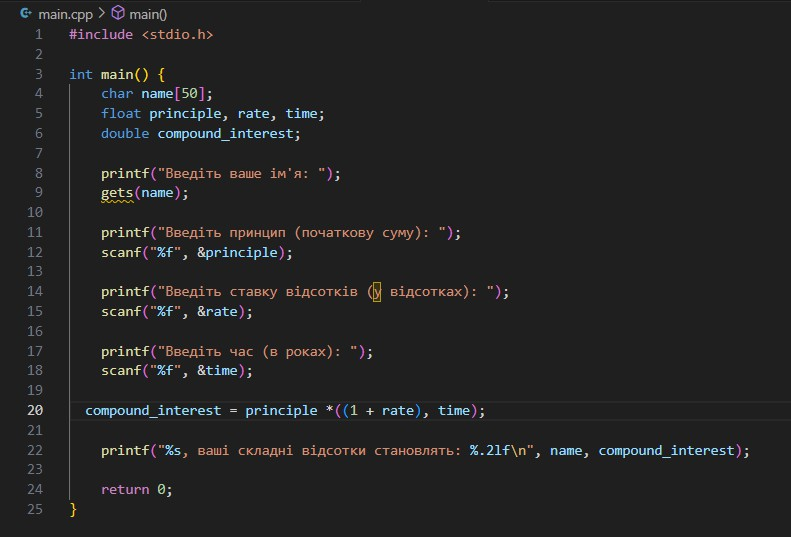 main.cpp > main()
1 #include <stdio.h>
2
3 int main() {
4 char name[50];
5 float principle, rate, time;
6 double compound_interest;
7
8 printf("Введіть ваше ім'я: ");
9 gets(name);
10
11 printf("Введіть принцип (початкову суму): ");
12 scanf("%f", &principle);
13
14 printf("Введіть ставку відсотків (у відсотках): ");
15 scanf("%f", &rate);
16
17 printf("Введіть час (в роках): ");
18 scanf("%f", &time);
19
20 compound_interest = principle *((1 + rate), time);
21
22 printf("%s, ваші складні відсотки становлять: %.2lf\n", name, compound_interest);
23
24 return 0;
25 }